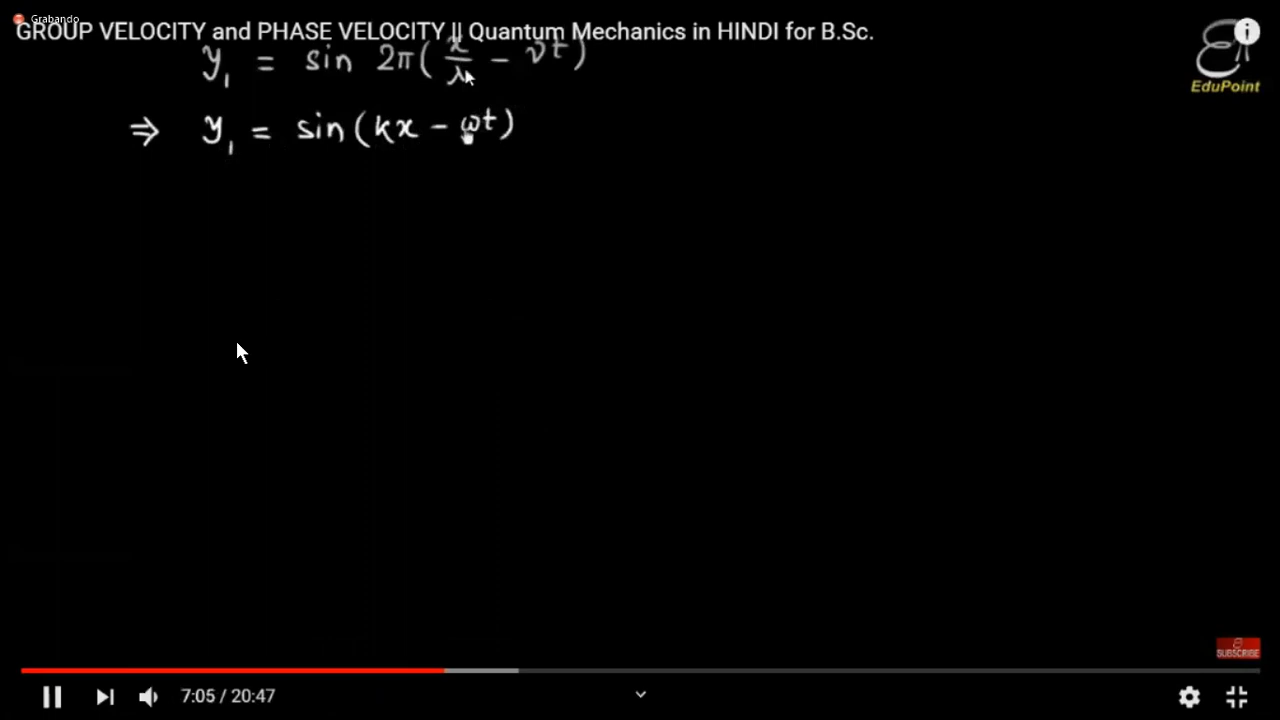 Grabando
GROUP VELOCITY and PHASE VELOCITY || Quantum Mechanics in HINDI for B.Sc.
y₁ = sin 2π(x/λ - νt)
EduPoint
⇒ y₁ = sin(kx - ωt)
SUBSCRIBE
7:05 / 20:47